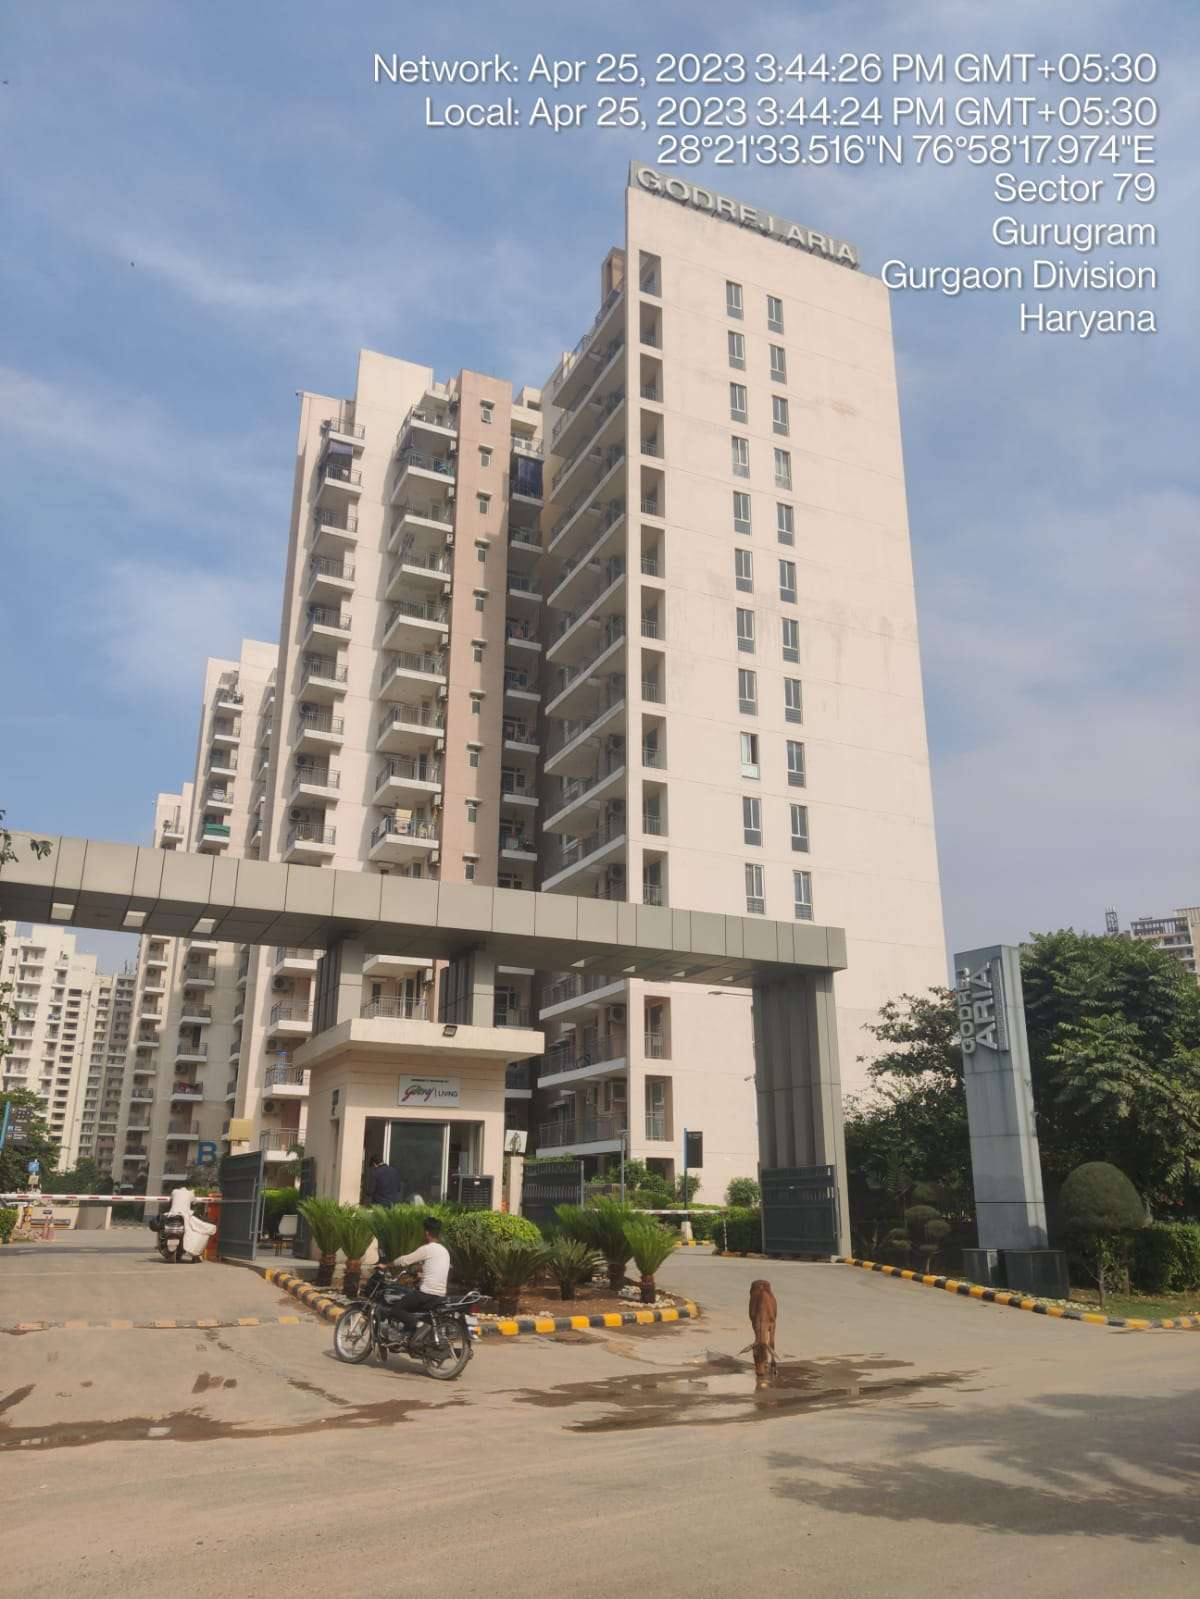 Network: Apr 25, 2023 3:44:26 PM GMT+05:30
Local: Apr 25, 2023 3:44:24 PM GMT+05:30
28°21'33.516"N 76°58'17.974"E
Sector 79
Gurugram
Gurgaon Division
Haryana
GODREJ ARIA
GODREJ
ARIA
Godrej | LIVING
B